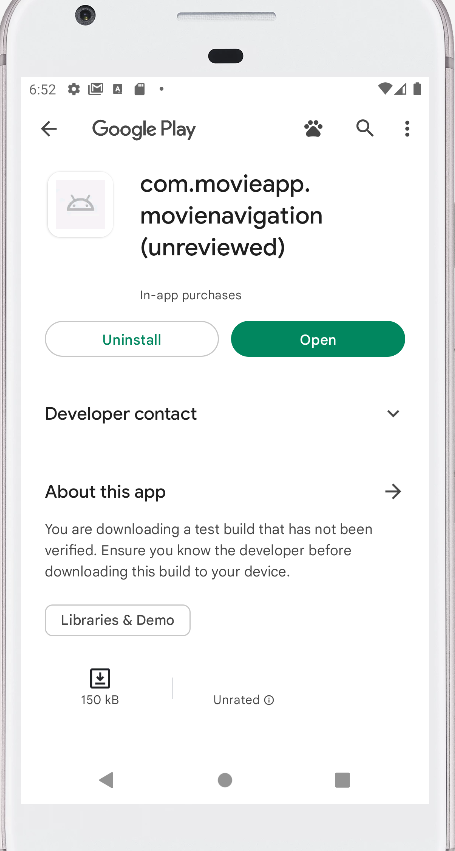 6:52
Google Play
com.movieapp.
movienavigation
(unreviewed)
In-app purchases
Uninstall
Open
Developer contact
About this app
You are downloading a test build that has not been
verified. Ensure you know the developer before
downloading this build to your device.
Libraries & Demo
150 kB
Unrated